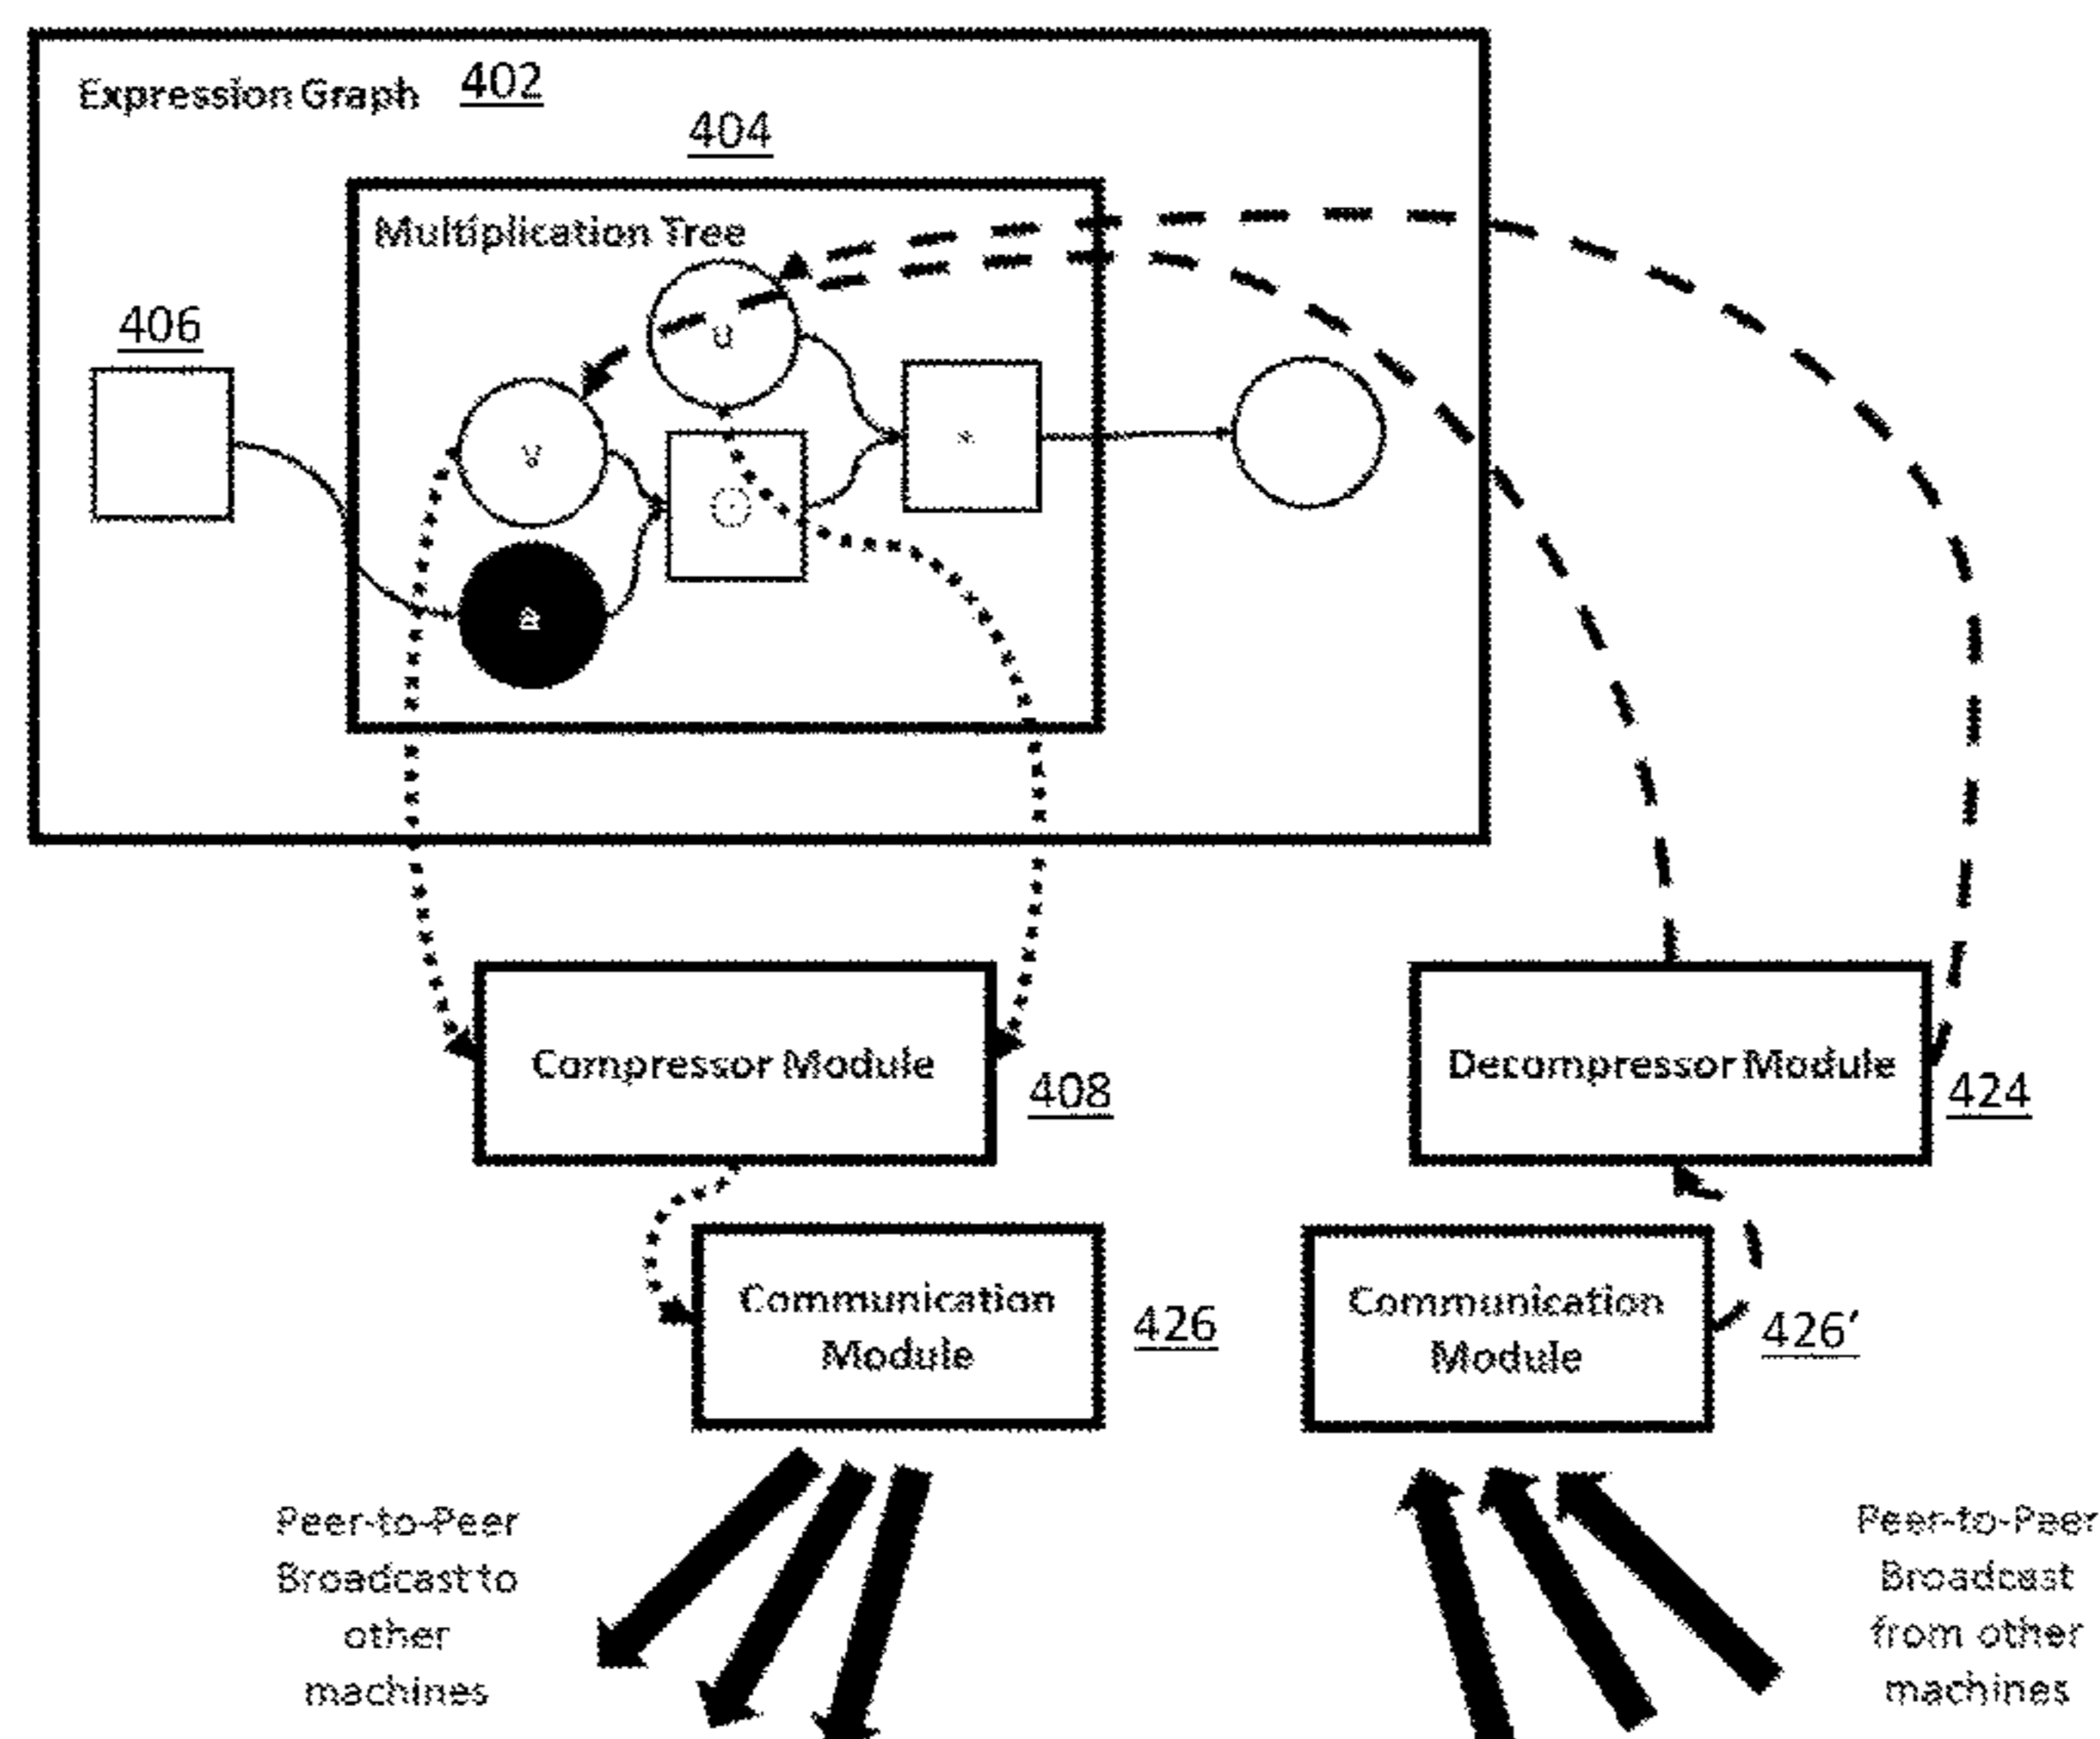 Expression Graph 402
404
Multiplication Tree
406
U
V
*
Compressor Module
408
Decompressor Module
424
Communication
Module
426
Communication
Module
426'
Peer-to-Peer
Broadcast to
other
machines
Peer-to-Peer
Broadcast
from other
machines